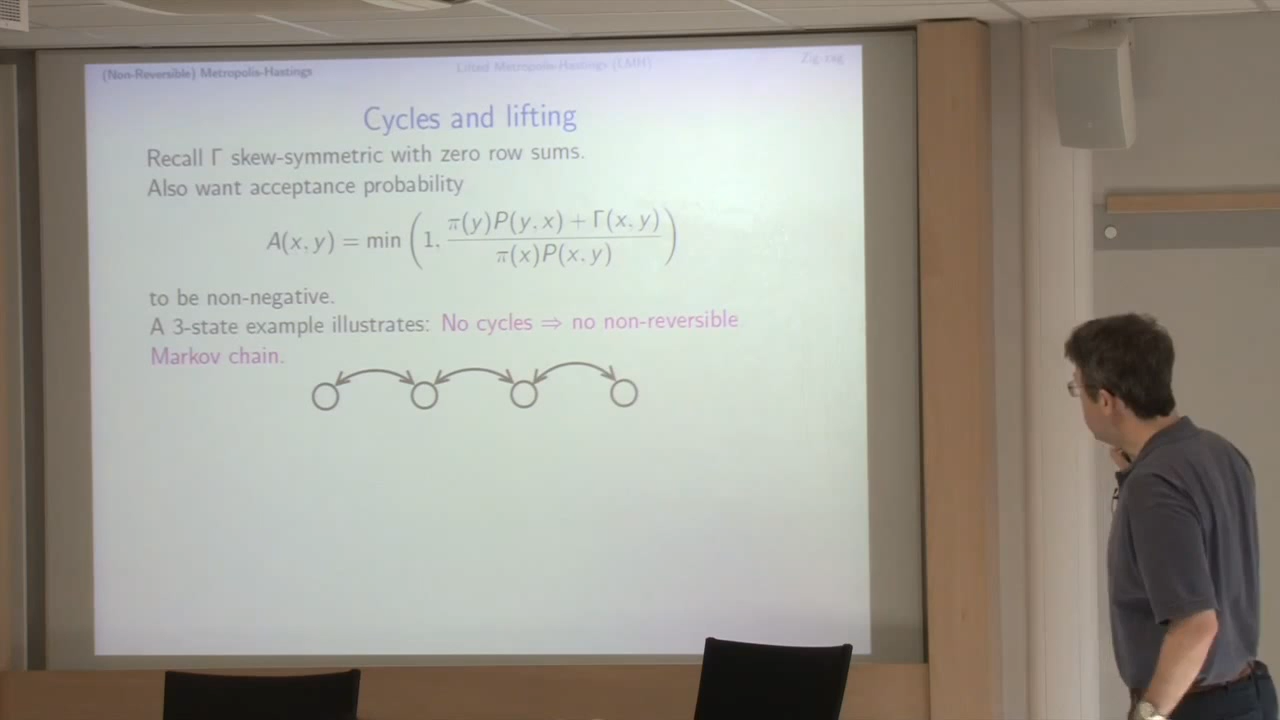 (Non-Reversible) Metropolis-Hastings Lifted Metropolis-Hastings (LMH) Zig-zag
Cycles and lifting
Recall Γ skew-symmetric with zero row sums.
Also want acceptance probability
A(x, y) = min (1, π(y)P(y, x) + Γ(x, y) / π(x)P(x, y))
to be non-negative.
A 3-state example illustrates: No cycles ⇒ no non-reversible
Markov chain.